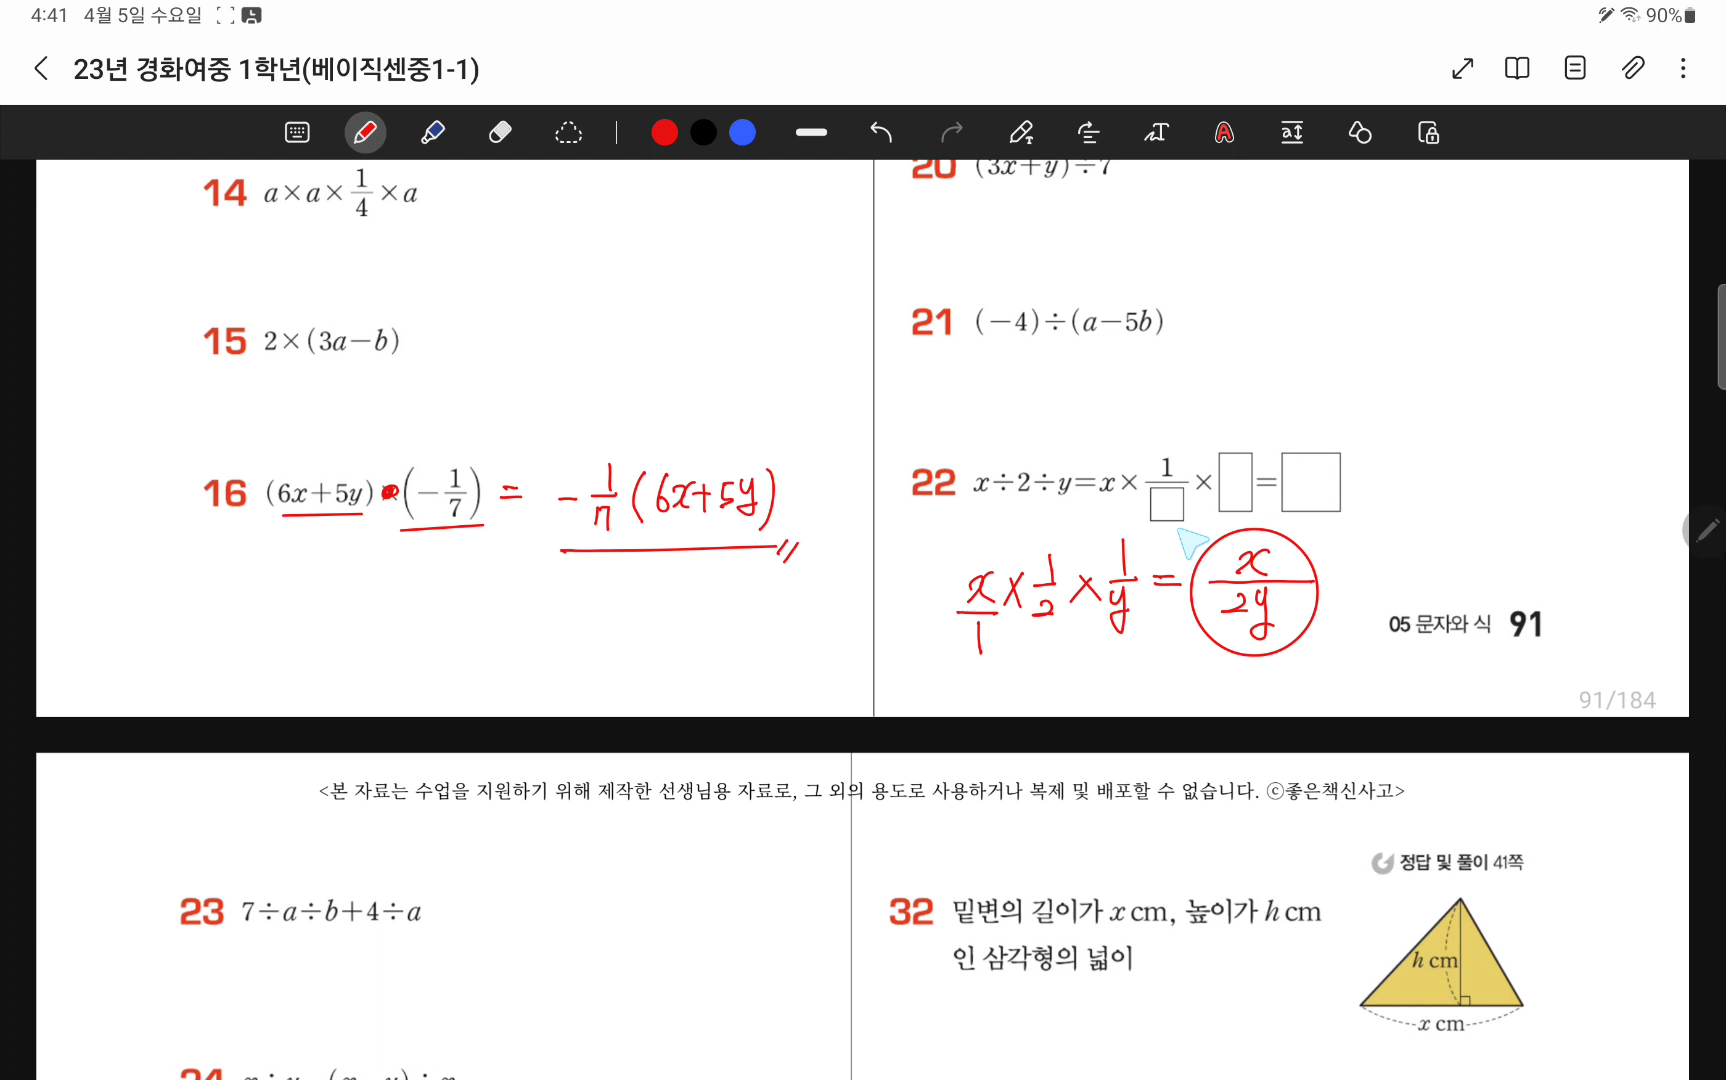 4:41 4월 5일 수요일
90%
23년 경화여중 1학년(베이직쎈중1-1)
14 a×a×1/4×a
15 2×(3a−b)
16 (6x+5y)•(−1/7) = −1/7(6x+5y)
20 (3x+y)÷7
21 (−4)÷(a−5b)
22 x÷2÷y=x×1/□×□=□
x/1×1/2×1/y = x/2y
05 문자와 식 91
91/184
<본 자료는 수업을 지원하기 위해 제작한 선생님용 자료로, 그 외의 용도로 사용하거나 복제 및 배포할 수 없습니다. ⓒ좋은책신사고>
정답 및 풀이 41쪽
23 7÷a÷b+4÷a
32 밑변의 길이가 x cm, 높이가 h cm
인 삼각형의 넓이
h cm
x cm